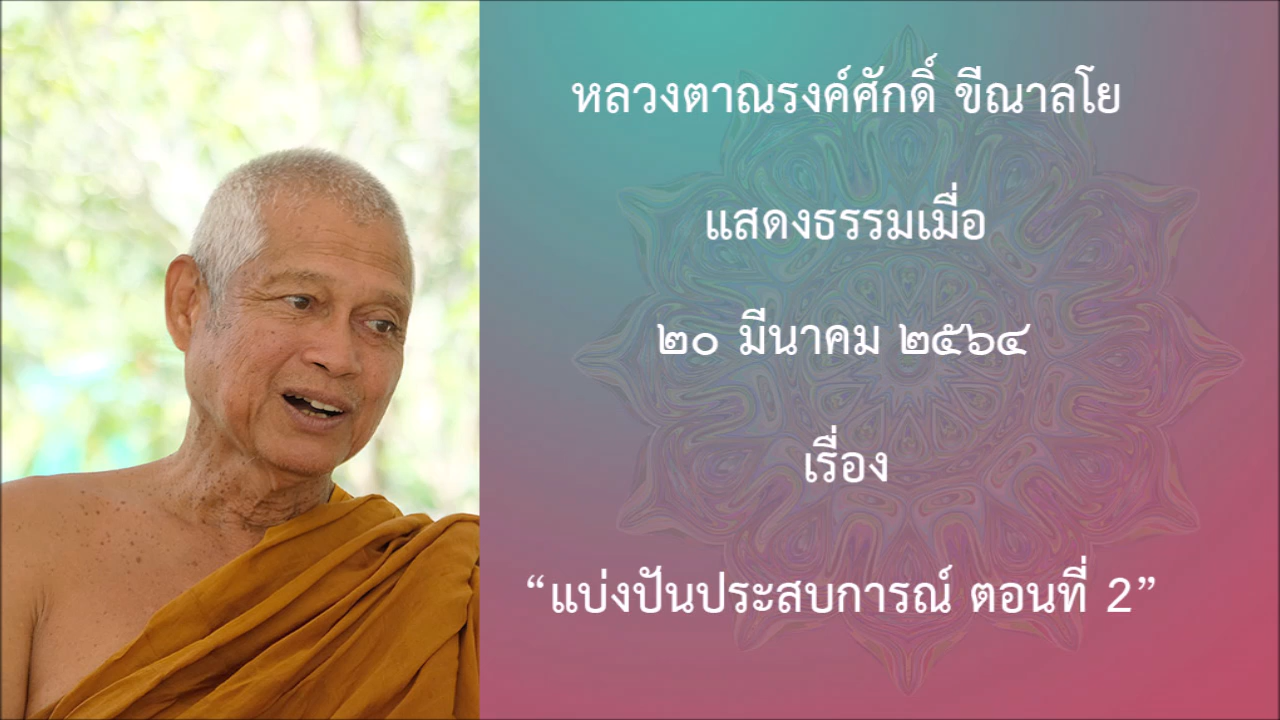 หลวงตาณรงค์ศักดิ์ ขีณาลโย
แสดงธรรมเมื่อ
๒๐ มีนาคม ๒๕๖๔
เรื่อง
“แบ่งปันประสบการณ์ ตอนที่ 2”